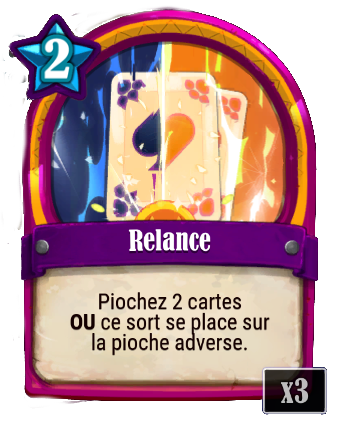 2
Relance
Piochez 2 cartes
OU ce sort se place sur
la pioche adverse.
x3